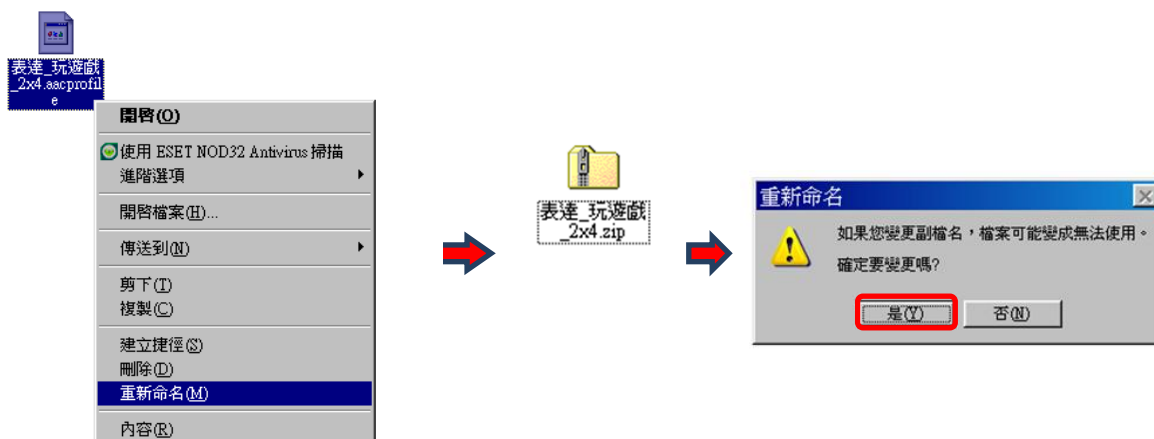 表達_玩遊戲
_2x4.aacprofil
e
開啓(O)
使用 ESET NOD32 Antivirus 掃描
進階選項
開啓檔案(H)...
傳送到(N)
剪下(T)
複製(C)
建立捷徑(S)
刪除(D)
重新命名(M)
內容(R)
表達_玩遊戲
_2x4.zip
重新命名
如果您變更副檔名，檔案可能變成無法使用。
確定要變更嗎?
是(Y)
否(N)